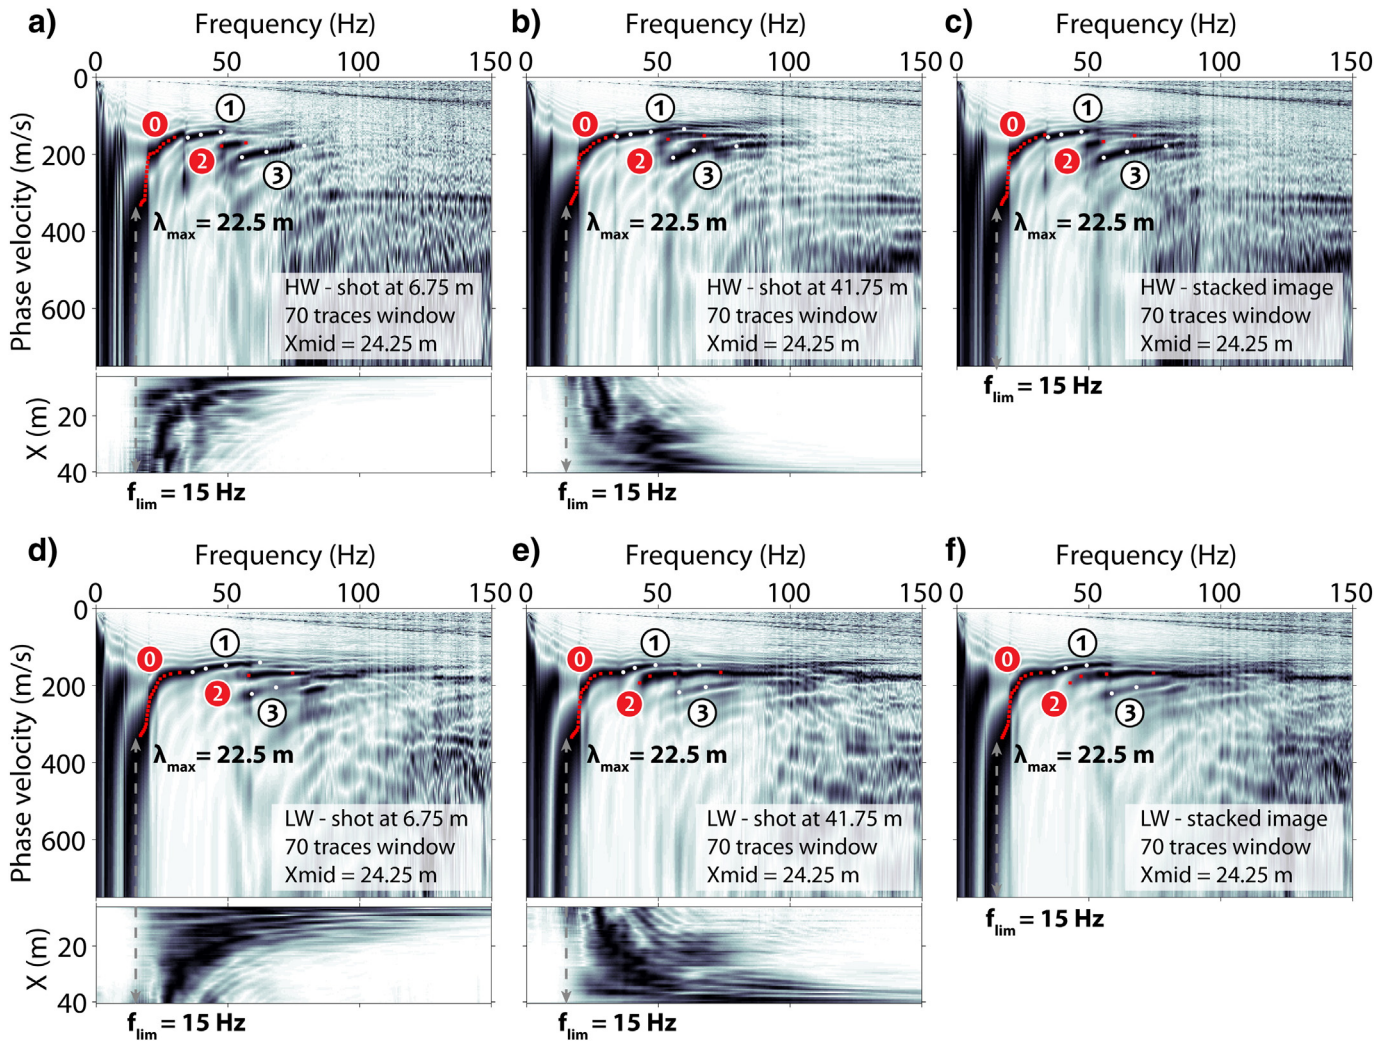 a)
Frequency (Hz)
b)
Frequency (Hz)
c)
Frequency (Hz)
0 50 100 150
0 50 100 150
0 50 100 150
Phase velocity (m/s)
0
200
400
600
0
1
2
3
λmax = 22.5 m
HW - shot at 6.75 m
70 traces window
Xmid = 24.25 m
0
1
2
3
λmax = 22.5 m
HW - shot at 41.75 m
70 traces window
Xmid = 24.25 m
0
1
2
3
λmax = 22.5 m
HW - stacked image
70 traces window
Xmid = 24.25 m
flim = 15 Hz
X (m)
20
40
flim = 15 Hz
flim = 15 Hz
d)
Frequency (Hz)
e)
Frequency (Hz)
f)
Frequency (Hz)
0 50 100 150
0 50 100 150
0 50 100 150
Phase velocity (m/s)
0
200
400
600
0
1
2
3
λmax = 22.5 m
LW - shot at 6.75 m
70 traces window
Xmid = 24.25 m
0
1
2
3
λmax = 22.5 m
LW - shot at 41.75 m
70 traces window
Xmid = 24.25 m
0
1
2
3
λmax = 22.5 m
LW - stacked image
70 traces window
Xmid = 24.25 m
flim = 15 Hz
X (m)
20
40
flim = 15 Hz
flim = 15 Hz